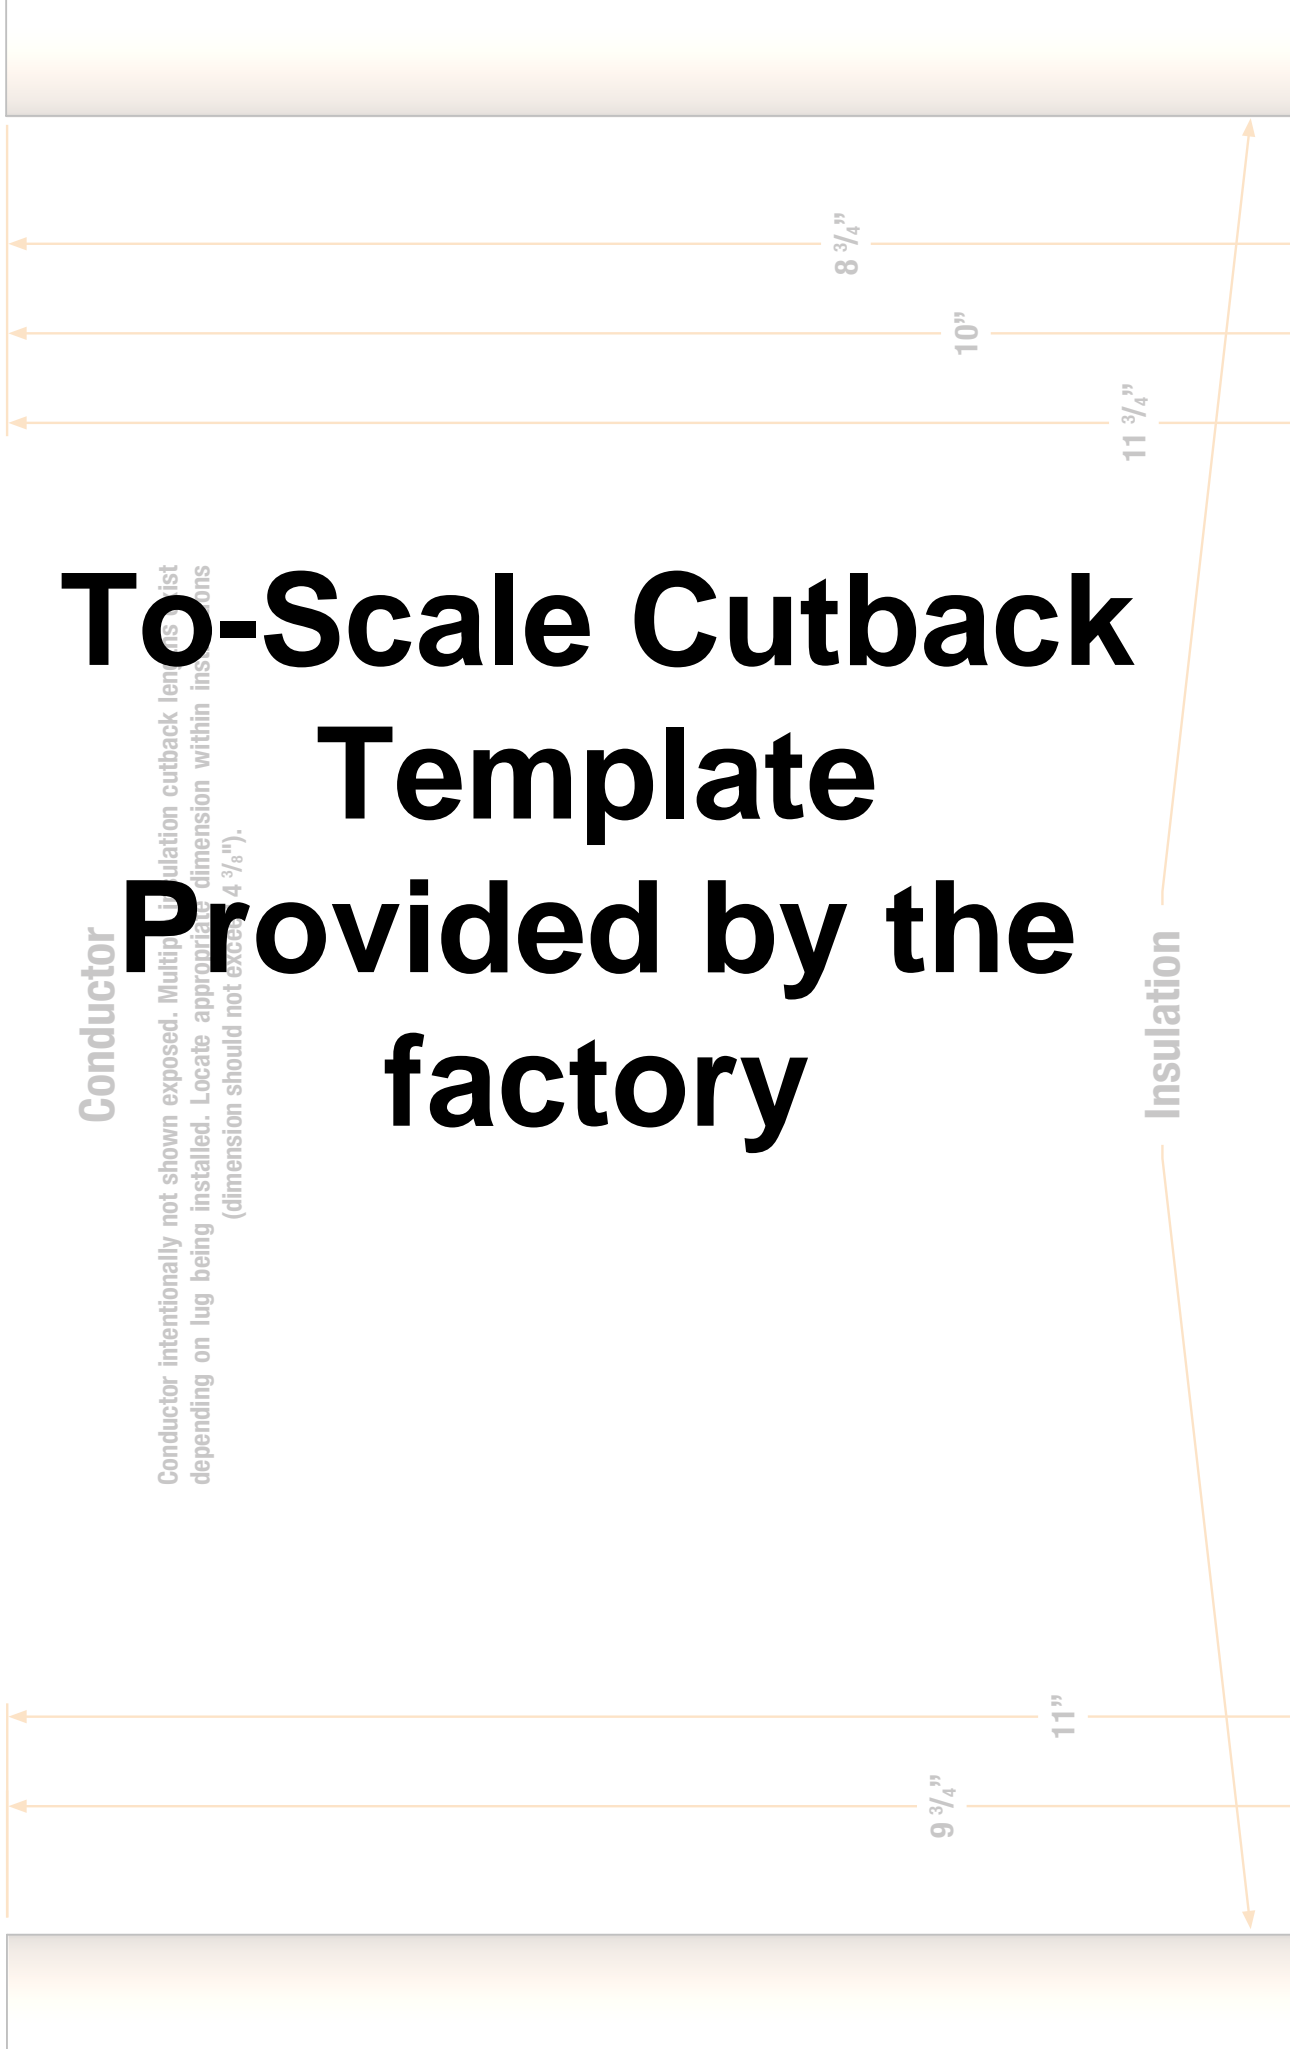 8 3/4”
10”
11 3/4”
To-Scale Cutback
Template
Provided by the
factory
Conductor
Conductor intentionally not shown exposed. Multiple insulation cutback lengths exist
depending on lug being installed. Locate appropriate dimension within instructions
(dimension should not exceed 4 3/8").
Insulation
11”
9 3/4”